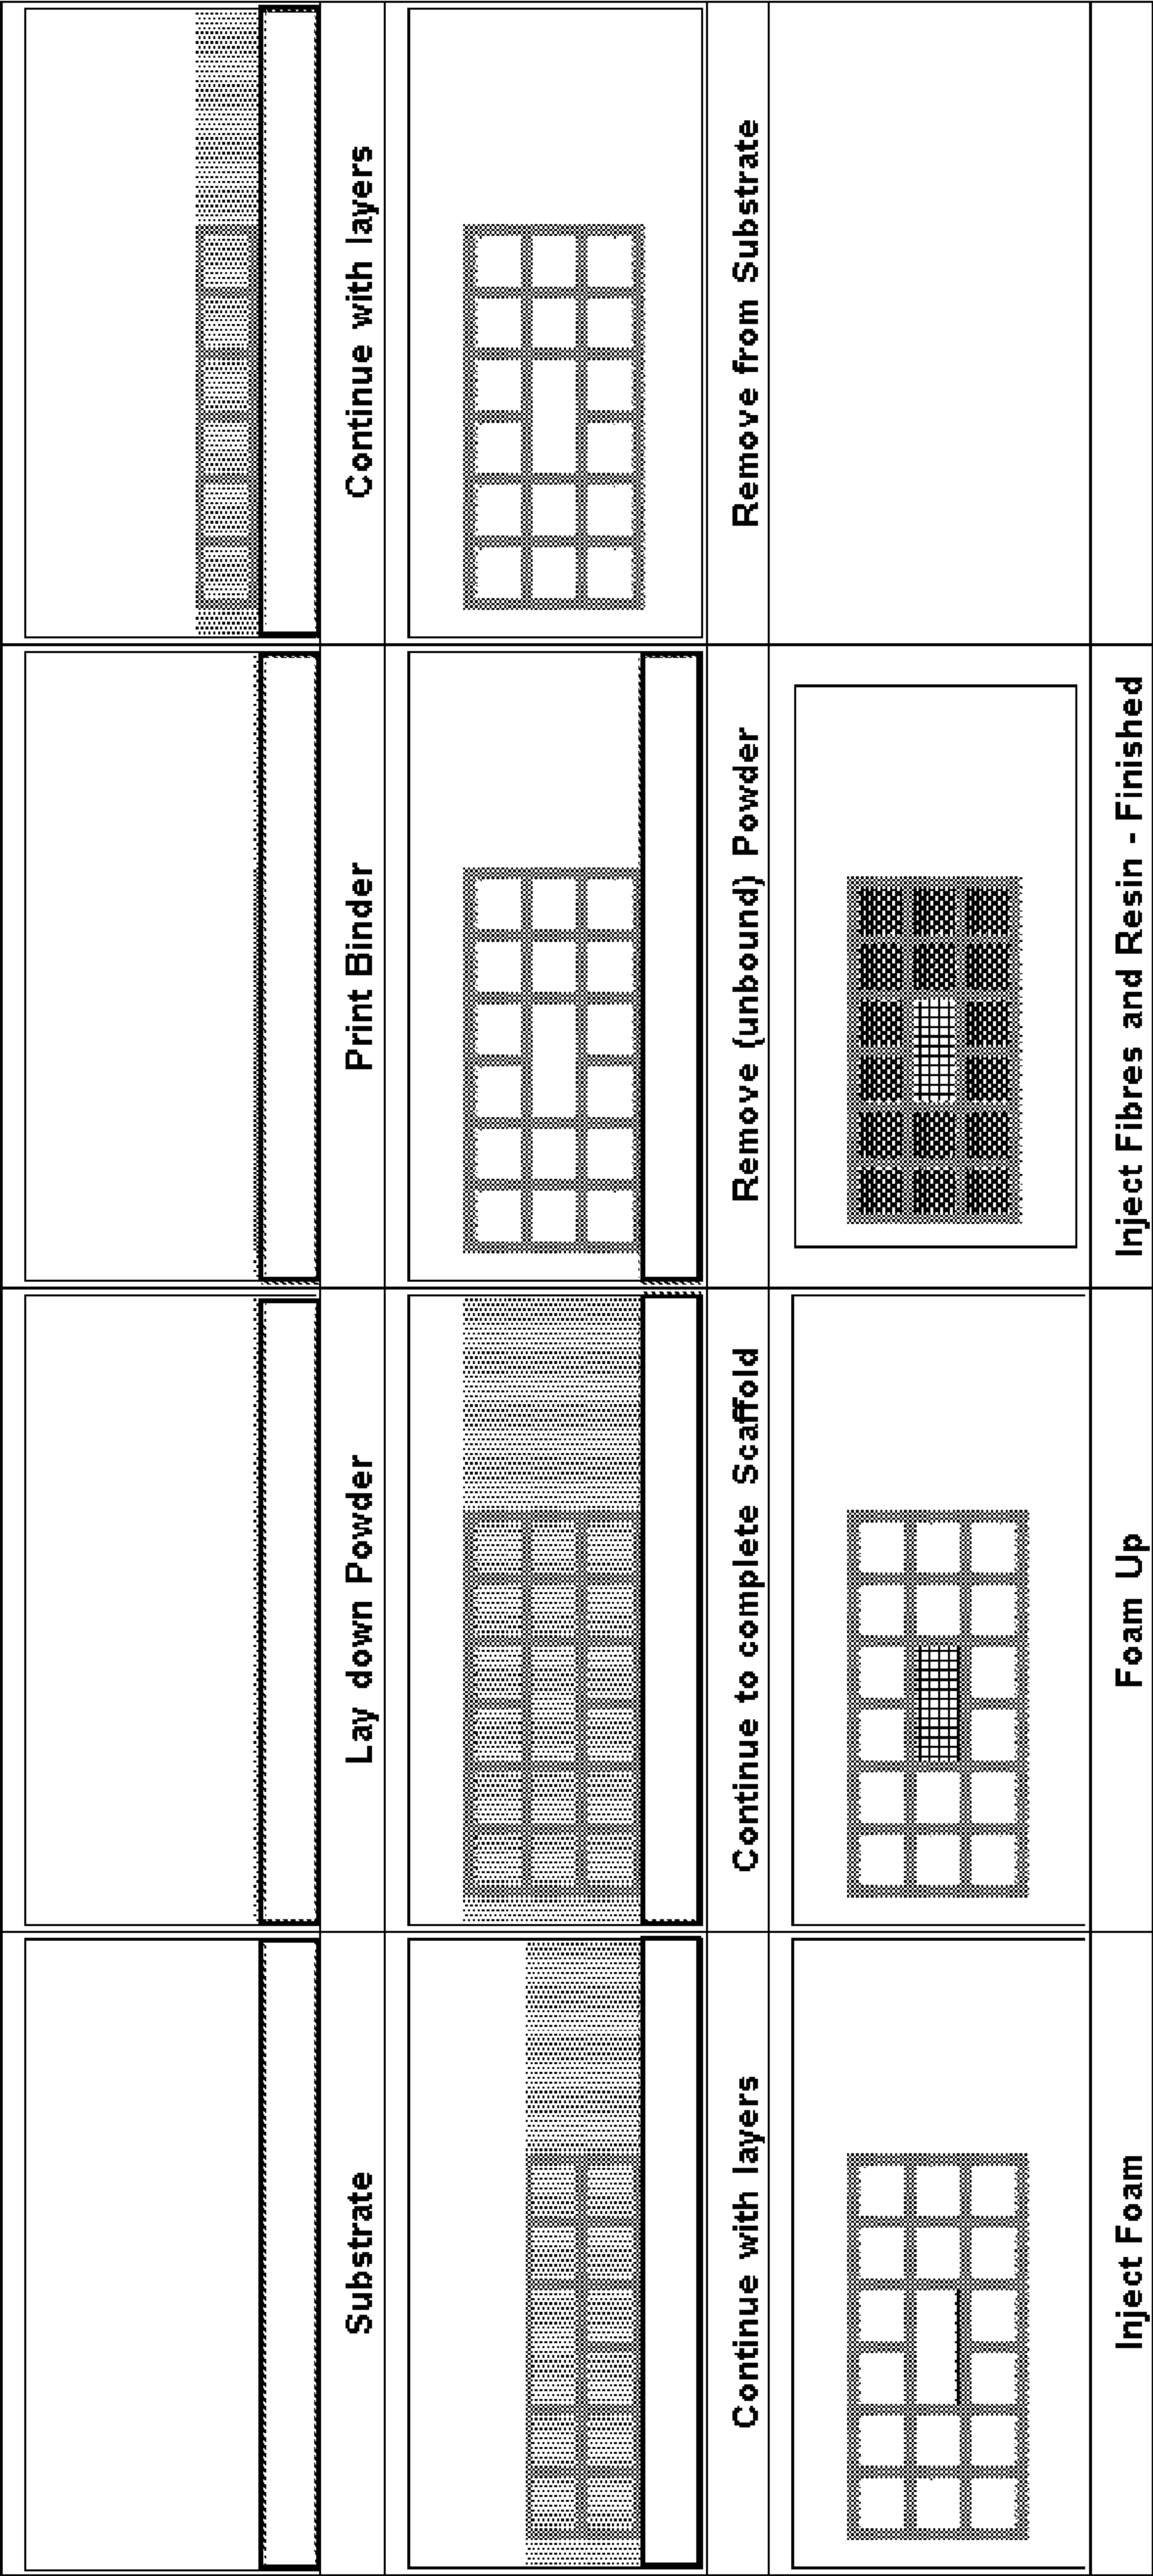 Substrate
Lay down Powder
Print Binder
Continue with layers
Continue with layers
Continue to complete Scaffold
Remove (unbound) Powder
Remove from Substrate
Inject Foam
Foam Up
Inject Fibres and Resin - Finished